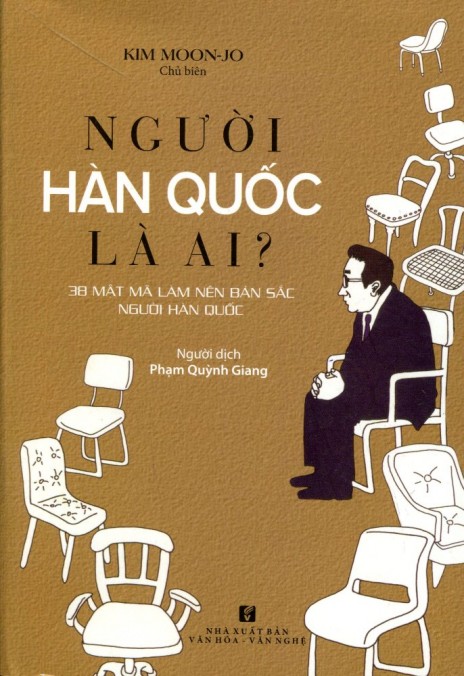 KIM MOON-JO
Chủ biên
NGƯỜI
HÀN QUỐC
LÀ AI?
38 MẬT MÃ LÀM NÊN BẢN SẮC
NGƯỜI HÀN QUỐC
Người dịch
Phạm Quỳnh Giang
NHÀ XUẤT BẢN
VĂN HÓA - VĂN NGHỆ